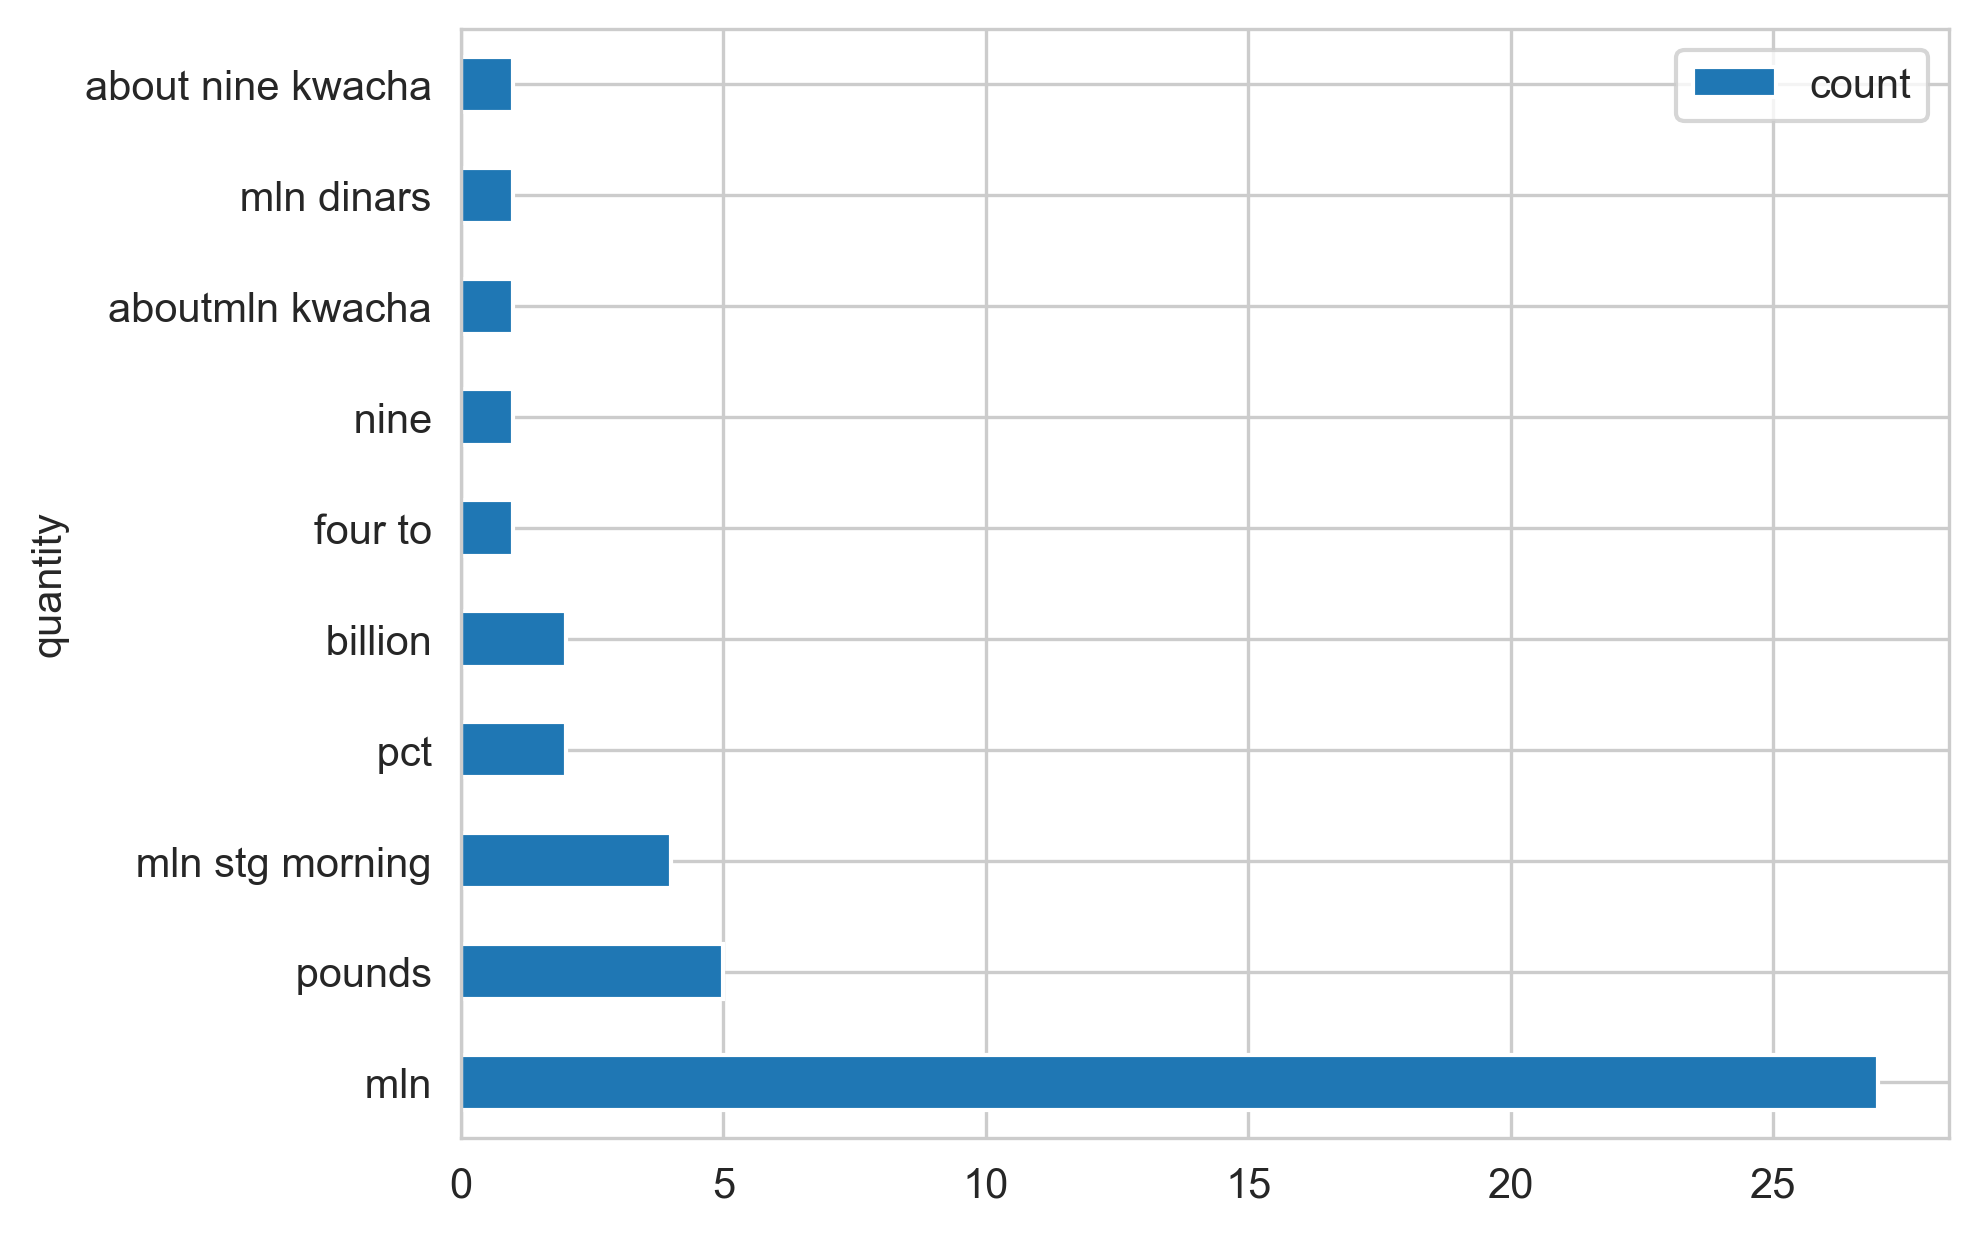 count
about nine kwacha
mln dinars
aboutmln kwacha
nine
four to
billion
pct
mln stg morning
pounds
mln
quantity
0 5 10 15 20 25